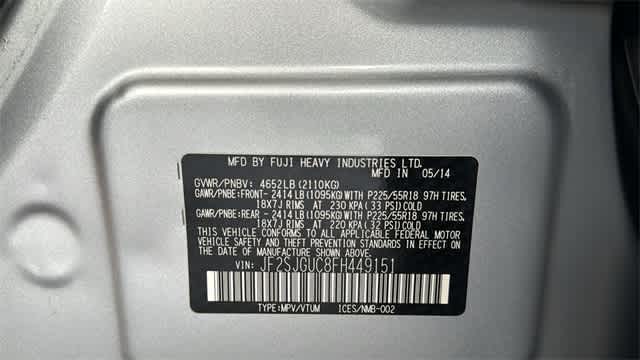 MFD BY FUJI HEAVY INDUSTRIES LTD.
MFD IN 05/14
GVWR/PNBV: 4652LB(2110KG)
GAWR/PNBE:FRONT- 2414LB(1095KG)WITH P225/55R18 97H TIRES,
18X7J RIMS AT 230 KPA(33 PSI)COLD
GAWR/PNBE:REAR - 2414LB(1095KG)WITH P225/55R18 97H TIRES,
18X7J RIMS AT 220 KPA(32 PSI)COLD
THIS VEHICLE CONFORMS TO ALL APPLICABLE FEDERAL MOTOR
VEHICLE SAFETY AND THEFT PREVENTION STANDARDS IN EFFECT ON
THE DATE OF MANUFACTURE SHOWN ABOVE.
VIN: JF2SJGUC8FH449151
TYPE:MPV/VTUM ICES/NMB-002